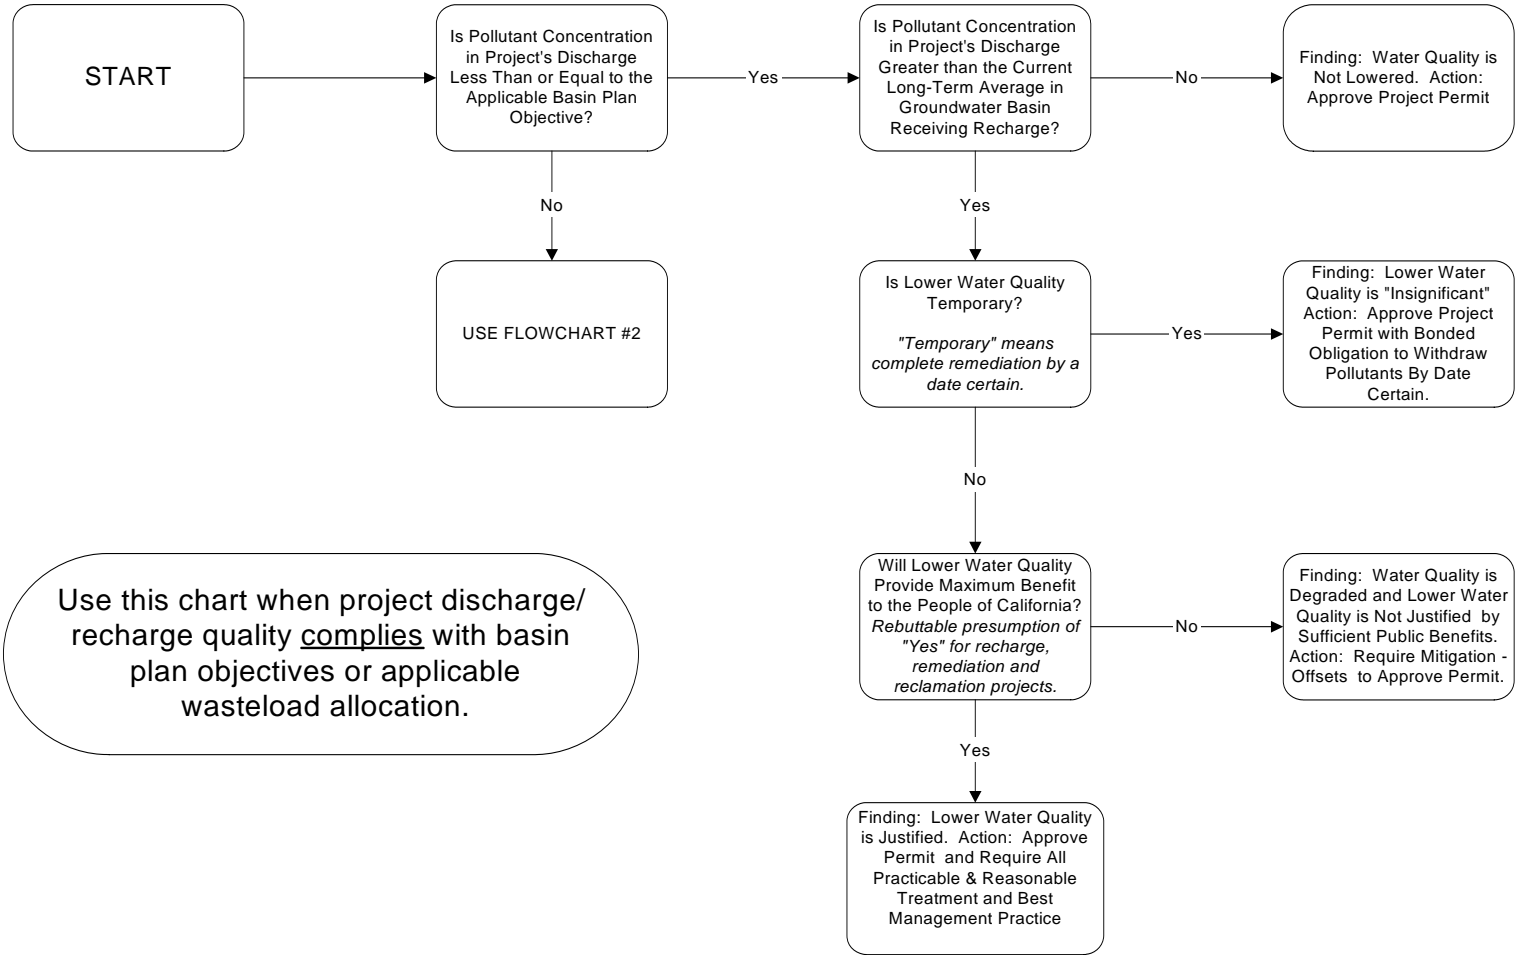 START
Is Pollutant Concentration
in Project's Discharge
Less Than or Equal to the
Applicable Basin Plan
Objective?
Yes
Is Pollutant Concentration
in Project's Discharge
Greater than the Current
Long-Term Average in
Groundwater Basin
Receiving Recharge?
No
Finding: Water Quality is
Not Lowered. Action:
Approve Project Permit
No
Yes
USE FLOWCHART #2
Is Lower Water Quality
Temporary?
"Temporary" means
complete remediation by a
date certain.
Yes
Finding: Lower Water
Quality is "Insignificant"
Action: Approve Project
Permit with Bonded
Obligation to Withdraw
Pollutants By Date
Certain.
No
Use this chart when project discharge/
recharge quality complies with basin
plan objectives or applicable
wasteload allocation.
Will Lower Water Quality
Provide Maximum Benefit
to the People of California?
Rebuttable presumption of
"Yes" for recharge,
remediation and
reclamation projects.
No
Finding: Water Quality is
Degraded and Lower Water
Quality is Not Justified by
Sufficient Public Benefits.
Action: Require Mitigation -
Offsets to Approve Permit.
Yes
Finding: Lower Water Quality
is Justified. Action: Approve
Permit and Require All
Practicable & Reasonable
Treatment and Best
Management Practice